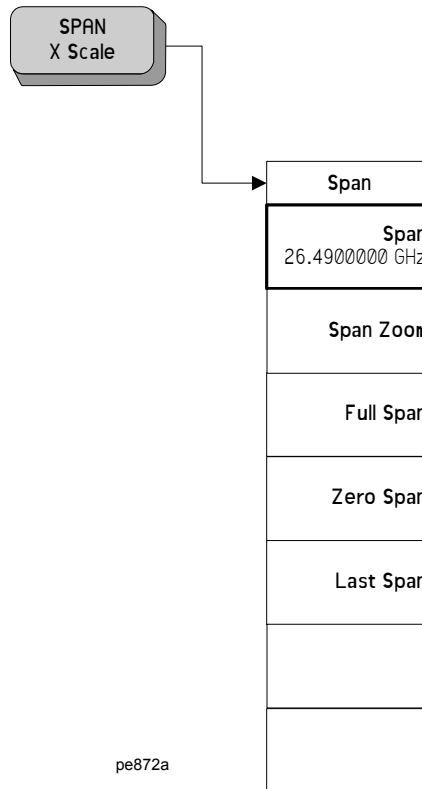 SPAN
X Scale
Span
Span
26.4900000 GHz
Span Zoom
Full Span
Zero Span
Last Span
pe872a